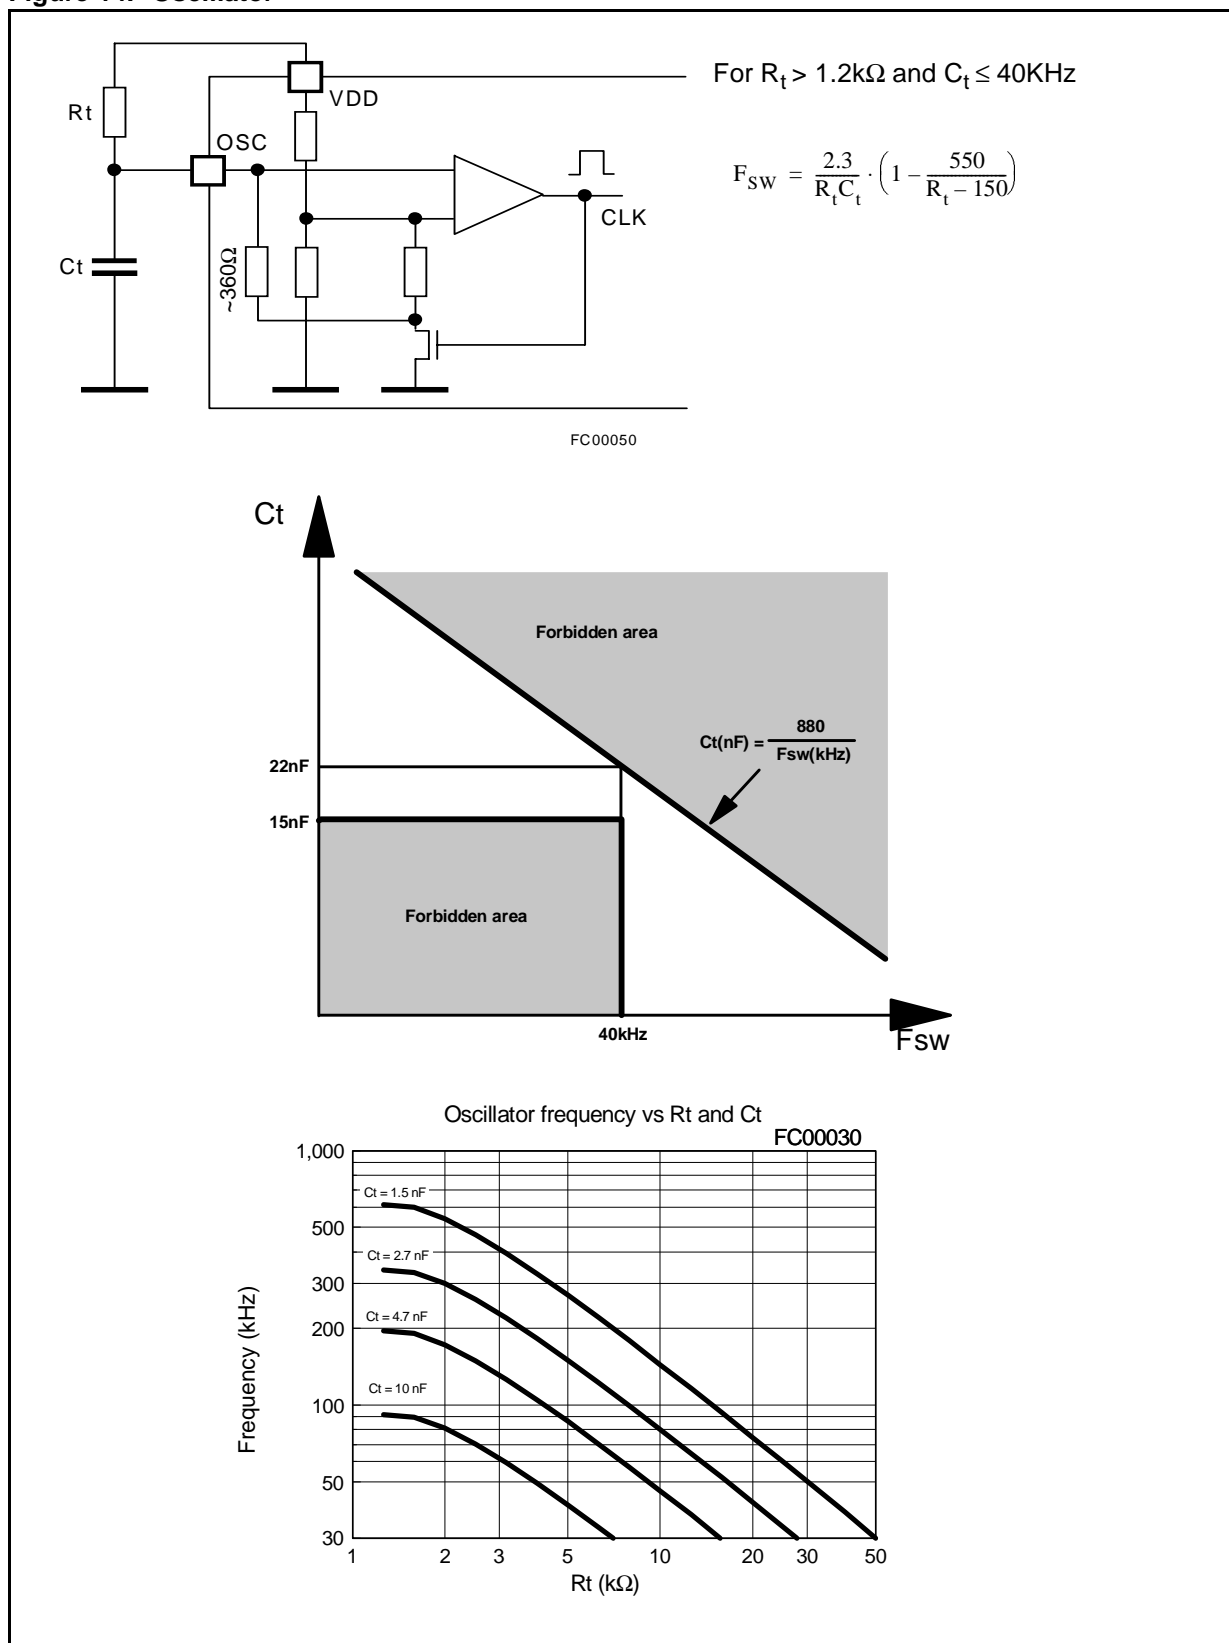 VDD
Rt
OSC
CLK
Ct
~360Ω
FC00050
For Rt > 1.2kΩ and Ct ≤ 40KHz
FSW = 2.3 / RtCt · (1 − 550 / Rt − 150)
Ct
Forbidden area
Ct(nF) = 880 / Fsw(kHz)
22nF
15nF
Forbidden area
40kHz
Fsw
Oscillator frequency vs Rt and Ct
FC00030
1,000
500
300
200
100
50
30
Frequency (kHz)
Ct = 1.5 nF
Ct = 2.7 nF
Ct = 4.7 nF
Ct = 10 nF
1 2 3 5 10 20 30 50
Rt (kΩ)